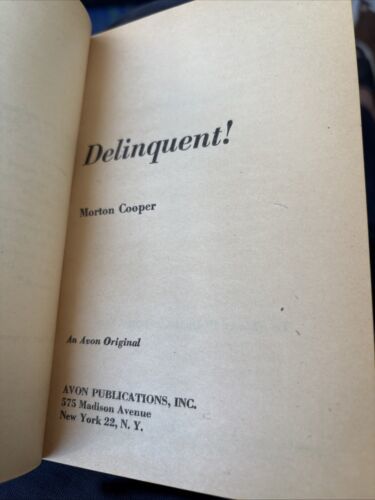 Delinquent!
Morton Cooper
An Avon Original
AVON PUBLICATIONS, INC.
575 Madison Avenue
New York 22, N. Y.